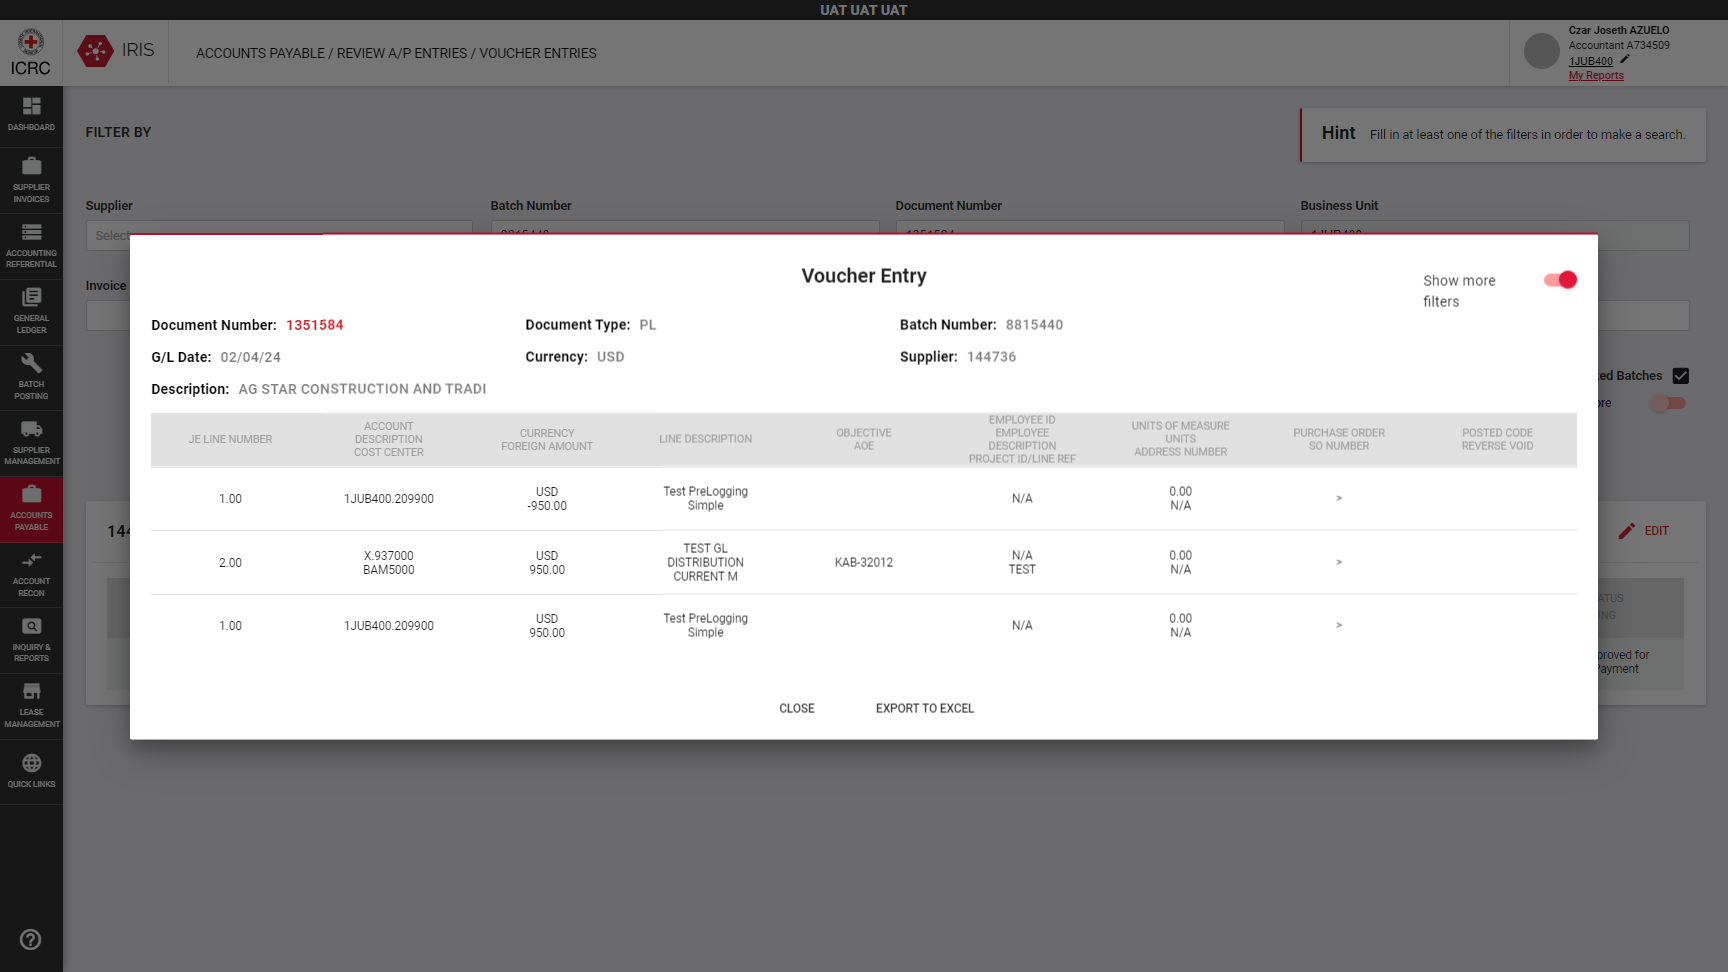 UAT UAT UAT
ICRC
IRIS
ACCOUNTS PAYABLE / REVIEW A/P ENTRIES / VOUCHER ENTRIES
Czar Joseth AZUELO
Accountant A734509
1JUB400
My Reports
DASHBOARD
SUPPLIER
INVOICES
ACCOUNTING
REFERENTIAL
GENERAL
LEDGER
BATCH
POSTING
SUPPLIER
MANAGEMENT
ACCOUNTS
PAYABLE
ACCOUNT
RECON
INQUIRY &
REPORTS
LEASE
MANAGEMENT
QUICK LINKS
FILTER BY
Hint Fill in at least one of the filters in order to make a search.
Supplier
Batch Number
Document Number
Business Unit
Select
8815440
1351584
1JUB400
Invoice
Voucher Entry
Show more
filters
Document Number: 1351584
Document Type: PL
Batch Number: 8815440
G/L Date: 02/04/24
Currency: USD
Supplier: 144736
Description: AG STAR CONSTRUCTION AND TRADI
JE LINE NUMBER
ACCOUNT
DESCRIPTION
COST CENTER
CURRENCY
FOREIGN AMOUNT
LINE DESCRIPTION
OBJECTIVE
AOE
EMPLOYEE ID
EMPLOYEE
DESCRIPTION
PROJECT ID/LINE REF
UNITS OF MEASURE
UNITS
ADDRESS NUMBER
PURCHASE ORDER
SO NUMBER
POSTED CODE
REVERSE VOID
1.00
1JUB400.209900
USD
-950.00
Test PreLogging
Simple
N/A
0.00
N/A
>
2.00
X.937000
BAM5000
USD
950.00
TEST GL
DISTRIBUTION
CURRENT M
KAB-32012
N/A
TEST
0.00
N/A
>
1.00
1JUB400.209900
USD
950.00
Test PreLogging
Simple
N/A
0.00
N/A
>
CLOSE
EXPORT TO EXCEL
ted Batches
ore
144
EDIT
ATUS
NG
proved for
Payment